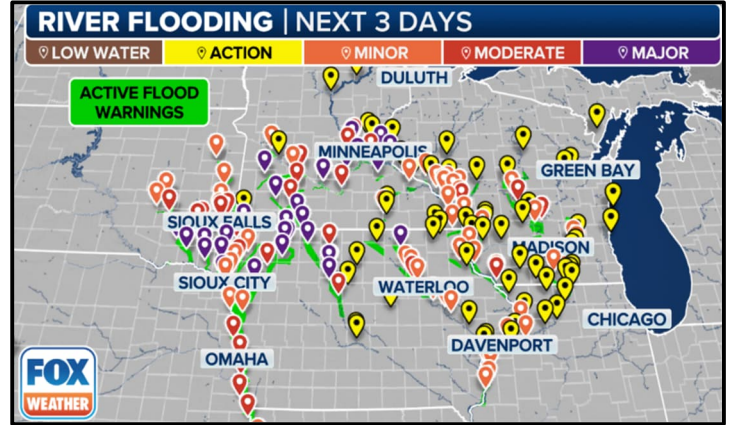 RIVER FLOODING | NEXT 3 DAYS
LOW WATER ACTION MINOR MODERATE MAJOR
DULUTH
ACTIVE FLOOD
WARNINGS
MINNEAPOLIS
GREEN BAY
SIOUX FALLS
MADISON
SIOUX CITY
WATERLOO
CHICAGO
DAVENPORT
OMAHA
FOX
WEATHER